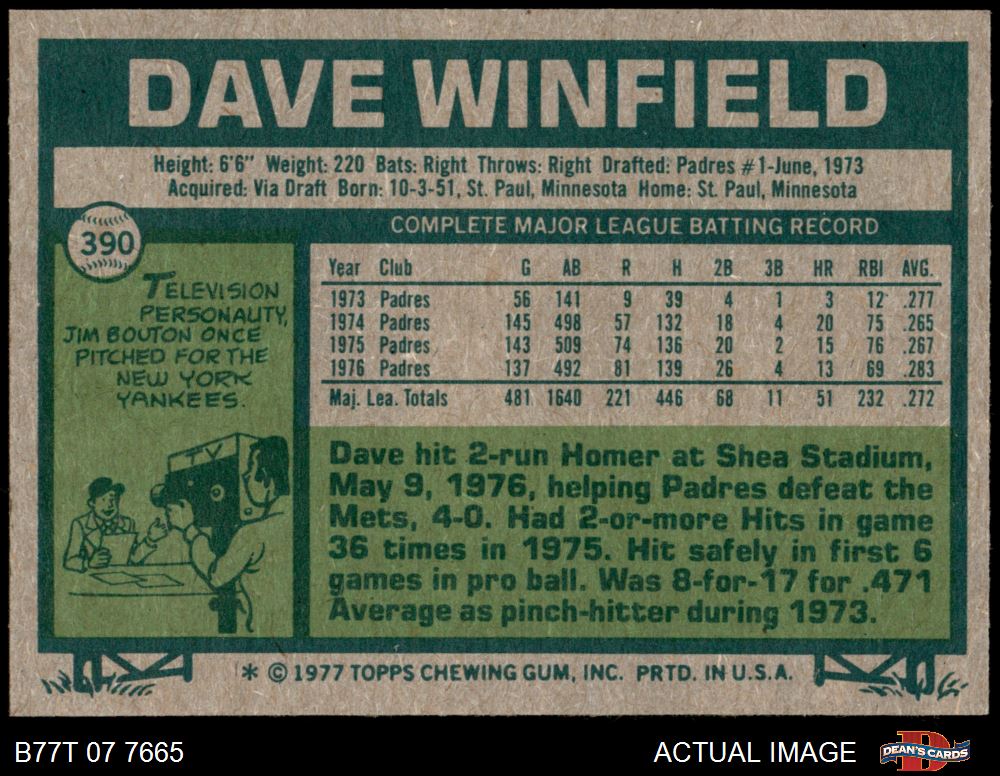 DAVE WINFIELD
Height: 6'6" Weight: 220 Bats: Right Throws: Right Drafted: Padres #1-June, 1973
Acquired: Via Draft Born: 10-3-51, St. Paul, Minnesota Home: St. Paul, Minnesota
390
TELEVISION
PERSONALITY,
JIM BOUTON ONCE
PITCHED FOR THE
NEW YORK
YANKEES.
TV
COMPLETE MAJOR LEAGUE BATTING RECORD
Year Club G AB R H 2B 3B HR RBI AVG.
1973 Padres 56 141 9 39 4 1 3 12 .277
1974 Padres 145 498 57 132 18 4 20 75 .265
1975 Padres 143 509 74 136 20 2 15 76 .267
1976 Padres 137 492 81 139 26 4 13 69 .283
Maj. Lea. Totals 481 1640 221 446 68 11 51 232 .272
Dave hit 2-run Homer at Shea Stadium,
May 9, 1976, helping Padres defeat the
Mets, 4-0. Had 2-or-more Hits in game
36 times in 1975. Hit safely in first 6
games in pro ball. Was 8-for-17 for .471
Average as pinch-hitter during 1973.
* © 1977 TOPPS CHEWING GUM, INC. PRTD. IN U.S.A.
B77T 07 7665
ACTUAL IMAGE
D
DEAN'S CARDS